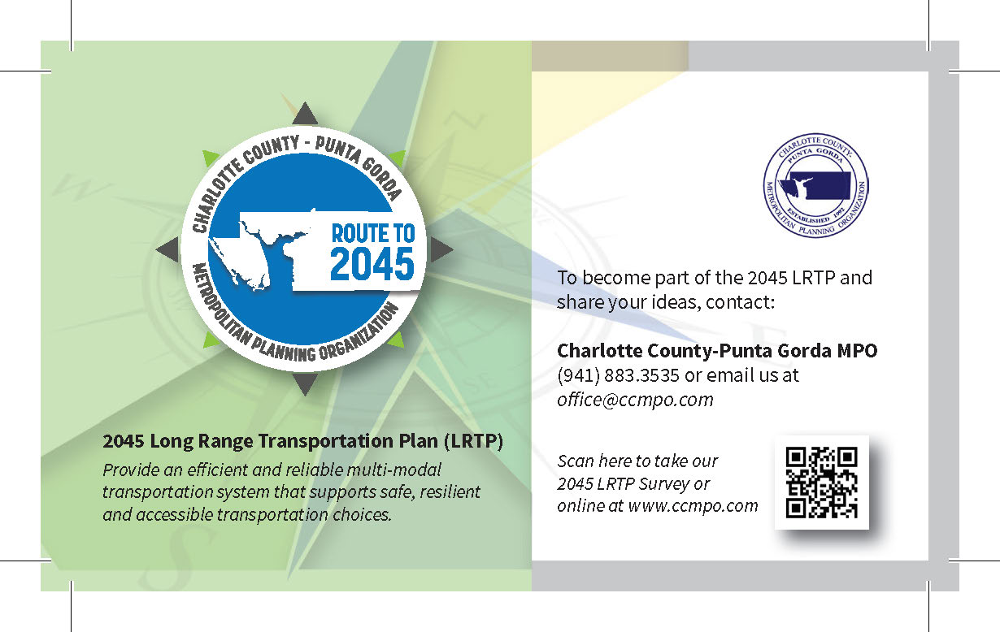 CHARLOTTE COUNTY - PUNTA GORDA
ROUTE TO
2045
METROPOLITAN PLANNING ORGANIZATION
2045 Long Range Transportation Plan (LRTP)
Provide an efficient and reliable multi-modal
transportation system that supports safe, resilient
and accessible transportation choices.
N
W
E
S
SE
CHARLOTTE COUNTY-
PUNTA GORDA
ESTABLISHED 1992
METROPOLITAN PLANNING ORGANIZATION
To become part of the 2045 LRTP and
share your ideas, contact:
Charlotte County-Punta Gorda MPO
(941) 883.3535 or email us at
office@ccmpo.com
Scan here to take our
2045 LRTP Survey or
online at www.ccmpo.com